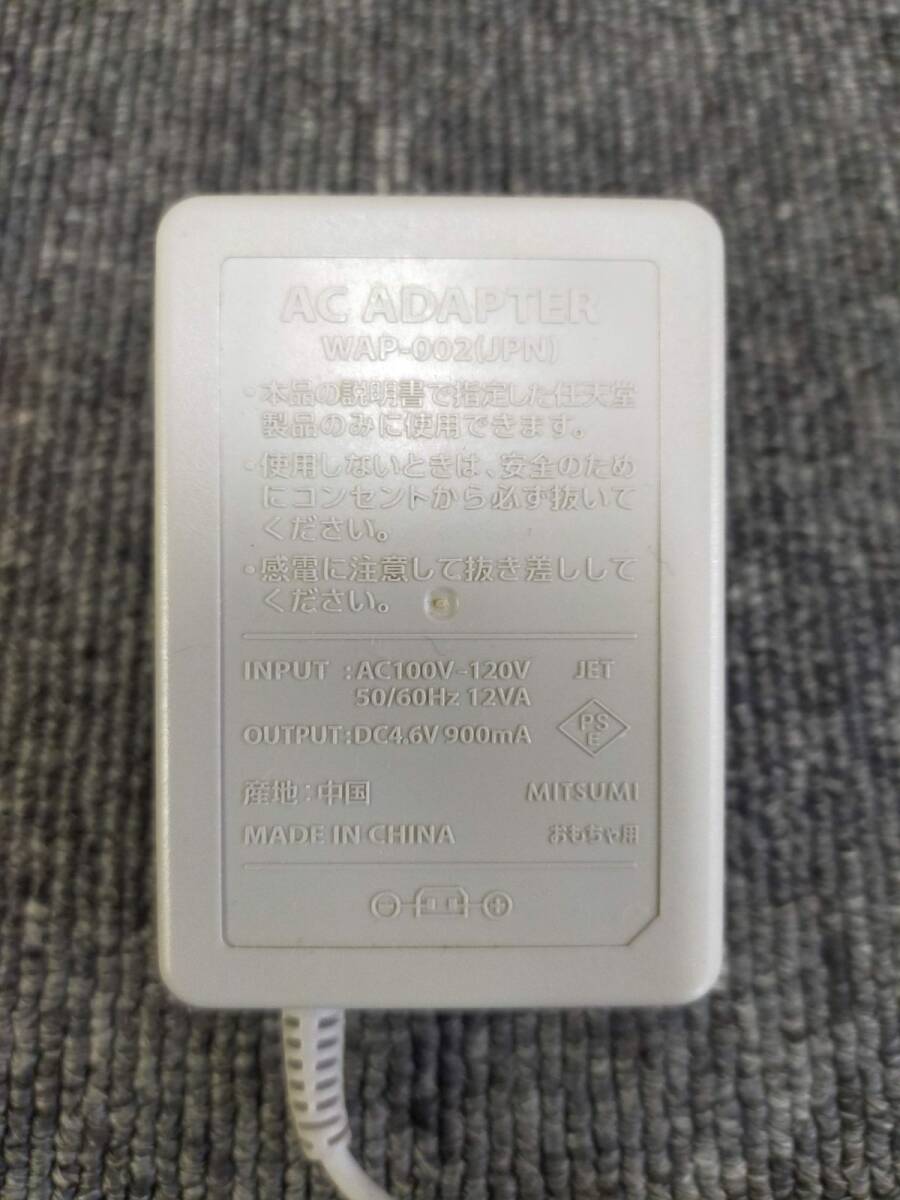 AC ADAPTER
WAP-002(JPN)
・本品の説明書で指定した任天堂
製品のみに使用できます。
・使用しないときは、安全のため
にコンセントから必ず抜いて
ください。
・感電に注意して抜き差しして
ください。
INPUT :AC100V-120V JET
50/60Hz 12VA
OUTPUT:DC4.6V 900mA
PS
E
産地:中国 MITSUMI
MADE IN CHINA おもちゃ用